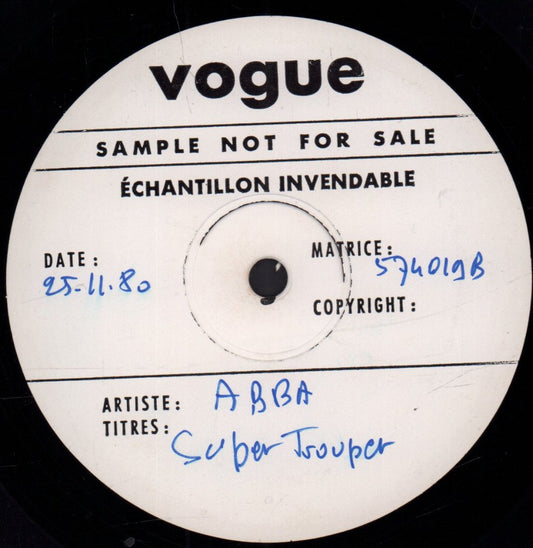 vogue
SAMPLE NOT FOR SALE
ÉCHANTILLON INVENDABLE
DATE: 25-11.80
MATRICE: 574019B
COPYRIGHT:
ARTISTE: ABBA
TITRES: Super Trouper